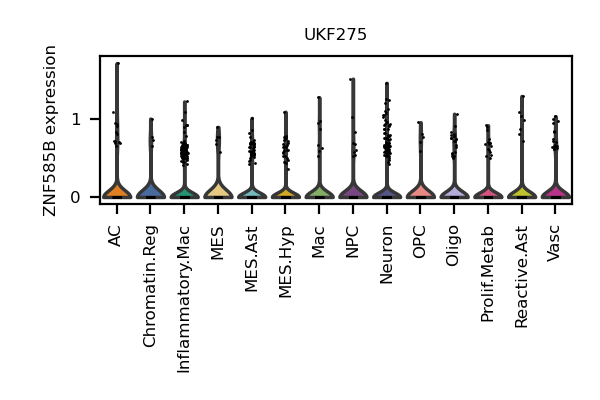 UKF275
ZNF585B expression
1
0
AC
Chromatin.Reg
Inflammatory.Mac
MES
MES.Ast
MES.Hyp
Mac
NPC
Neuron
OPC
Oligo
Prolif.Metab
Reactive.Ast
Vasc